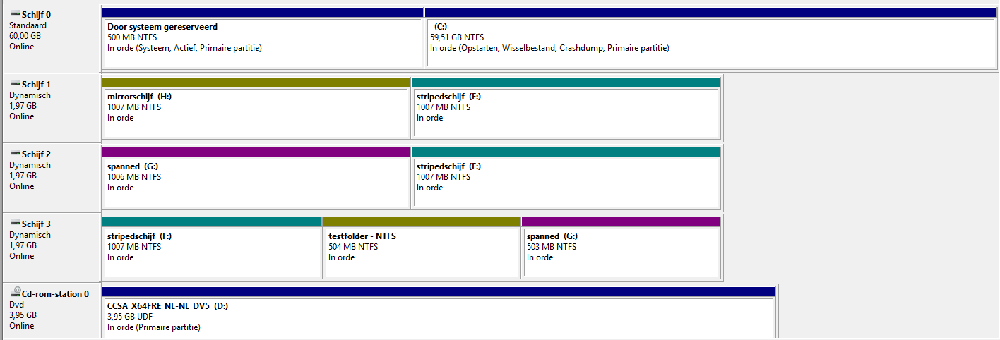 Schijf 0
Standaard
60,00 GB
Online
Door systeem gereserveerd
500 MB NTFS
In orde (Systeem, Actief, Primaire partitie)
(C:)
59,51 GB NTFS
In orde (Opstarten, Wisselbestand, Crashdump, Primaire partitie)
Schijf 1
Dynamisch
1,97 GB
Online
mirrorschijf (H:)
1007 MB NTFS
In orde
stripedschijf (F:)
1007 MB NTFS
In orde
Schijf 2
Dynamisch
1,97 GB
Online
spanned (G:)
1006 MB NTFS
In orde
stripedschijf (F:)
1007 MB NTFS
In orde
Schijf 3
Dynamisch
1,97 GB
Online
stripedschijf (F:)
1007 MB NTFS
In orde
testfolder - NTFS
504 MB NTFS
In orde
spanned (G:)
503 MB NTFS
In orde
Cd-rom-station 0
Dvd
3,95 GB
Online
CCSA_X64FRE_NL-NL_DV5 (D:)
3,95 GB UDF
In orde (Primaire partitie)